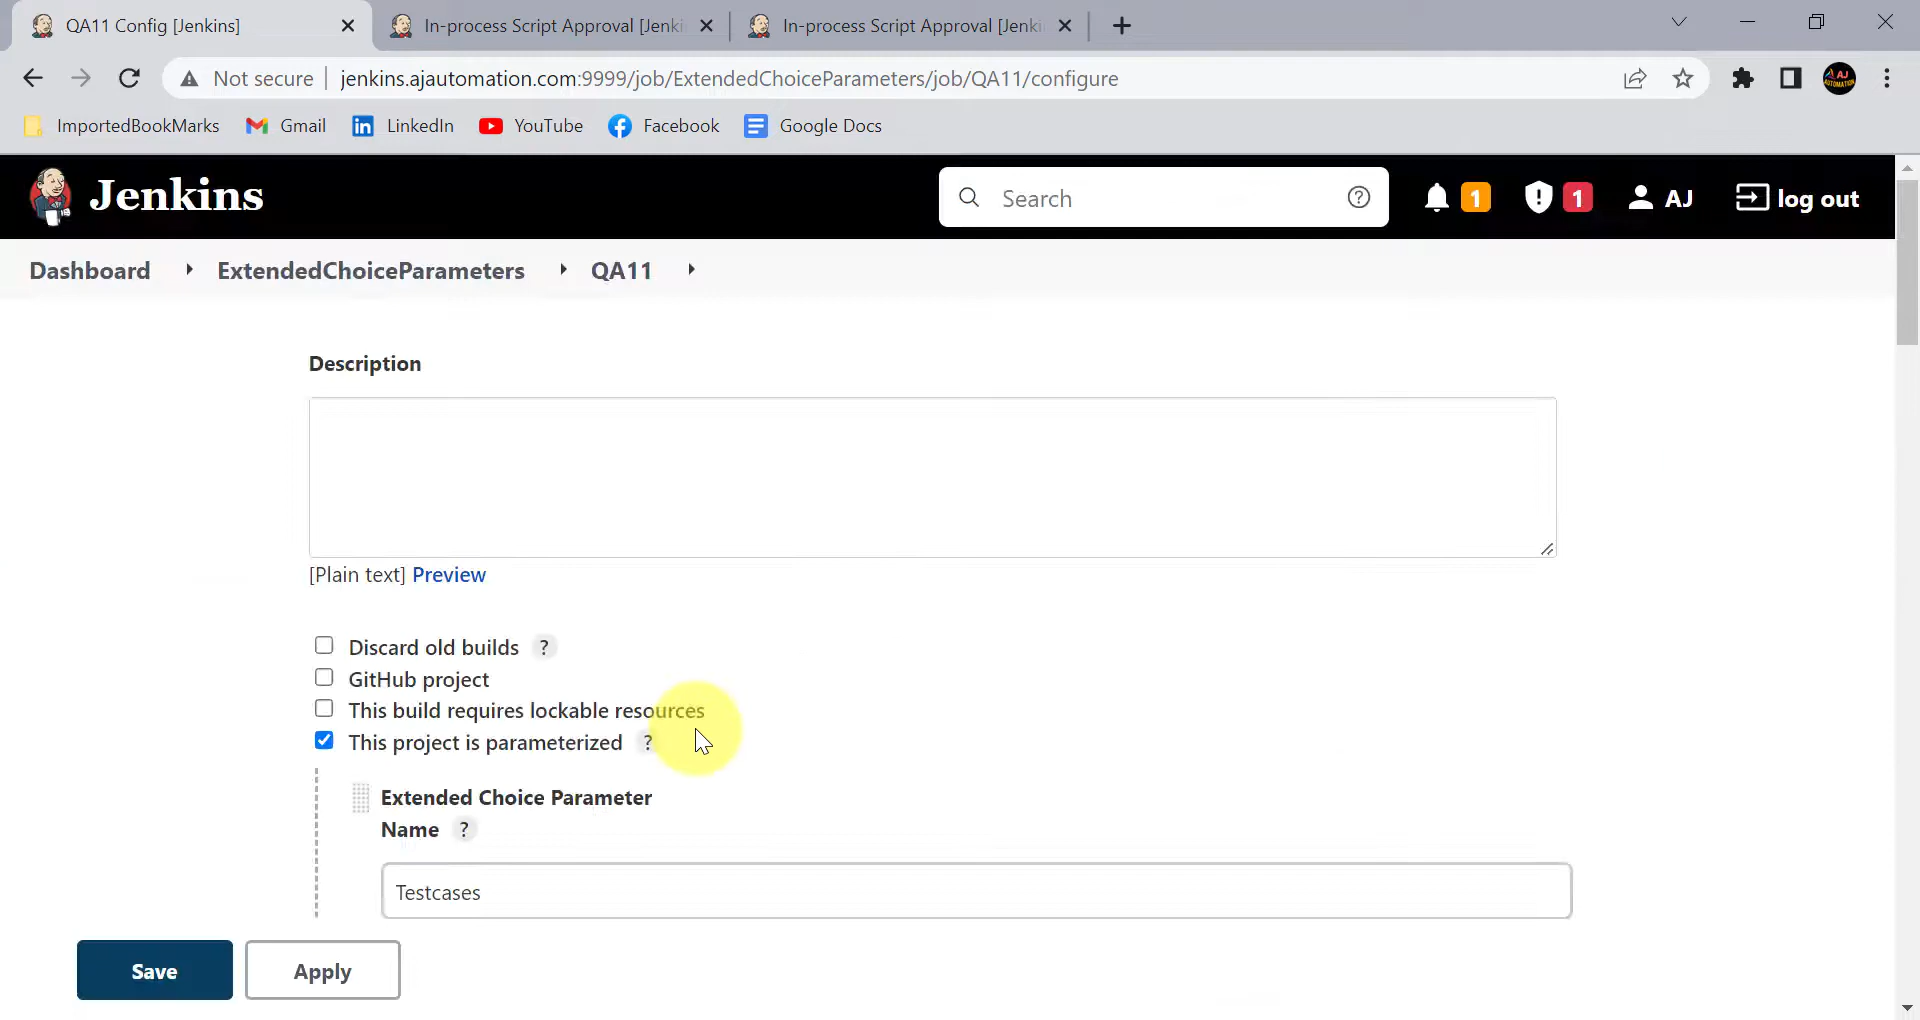 QA11 Config [Jenkins]
In-process Script Approval [Jenki
In-process Script Approval [Jenki
Not secure
jenkins.ajautomation.com:9999/job/ExtendedChoiceParameters/job/QA11/configure
AJ
AUTOMATION
ImportedBookMarks
Gmail
LinkedIn
YouTube
Facebook
Google Docs
Jenkins
Search
1
1
AJ
log out
Dashboard
ExtendedChoiceParameters
QA11
Description
[Plain text] Preview
Discard old builds ?
GitHub project
This build requires lockable resources
This project is parameterized ?
Extended Choice Parameter
Name ?
Testcases
Save
Apply